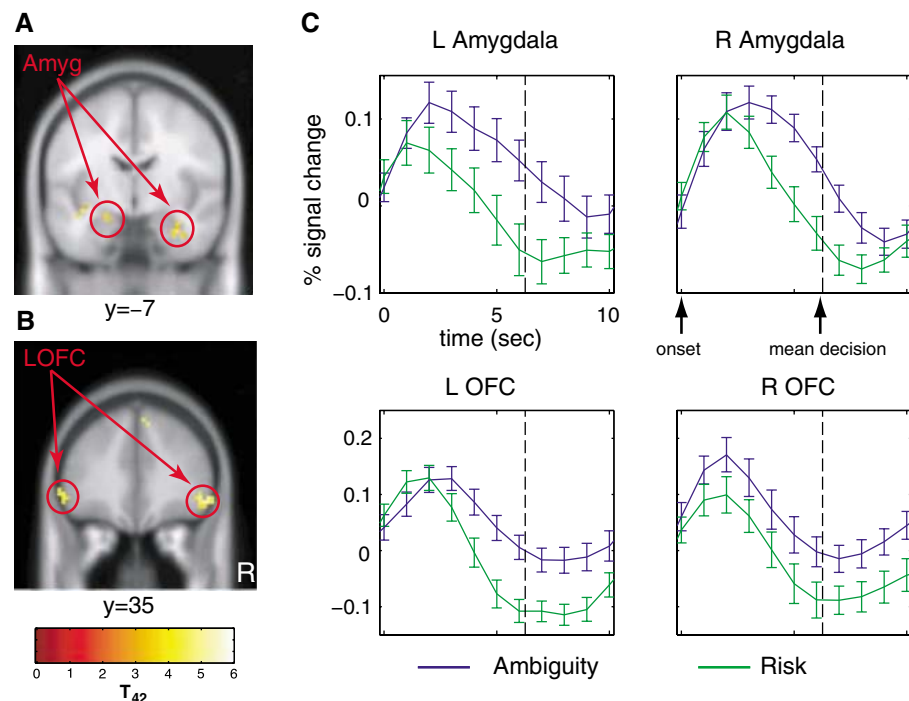 A
Amyg
y=−7
B
LOFC
R
y=35
0 1 2 3 4 5 6
T42
C
L Amygdala
R Amygdala
% signal change
0.1
0
−0.1
0 5 10
time (sec)
onset
mean decision
L OFC
R OFC
0.2
0.1
0
−0.1
Ambiguity
Risk